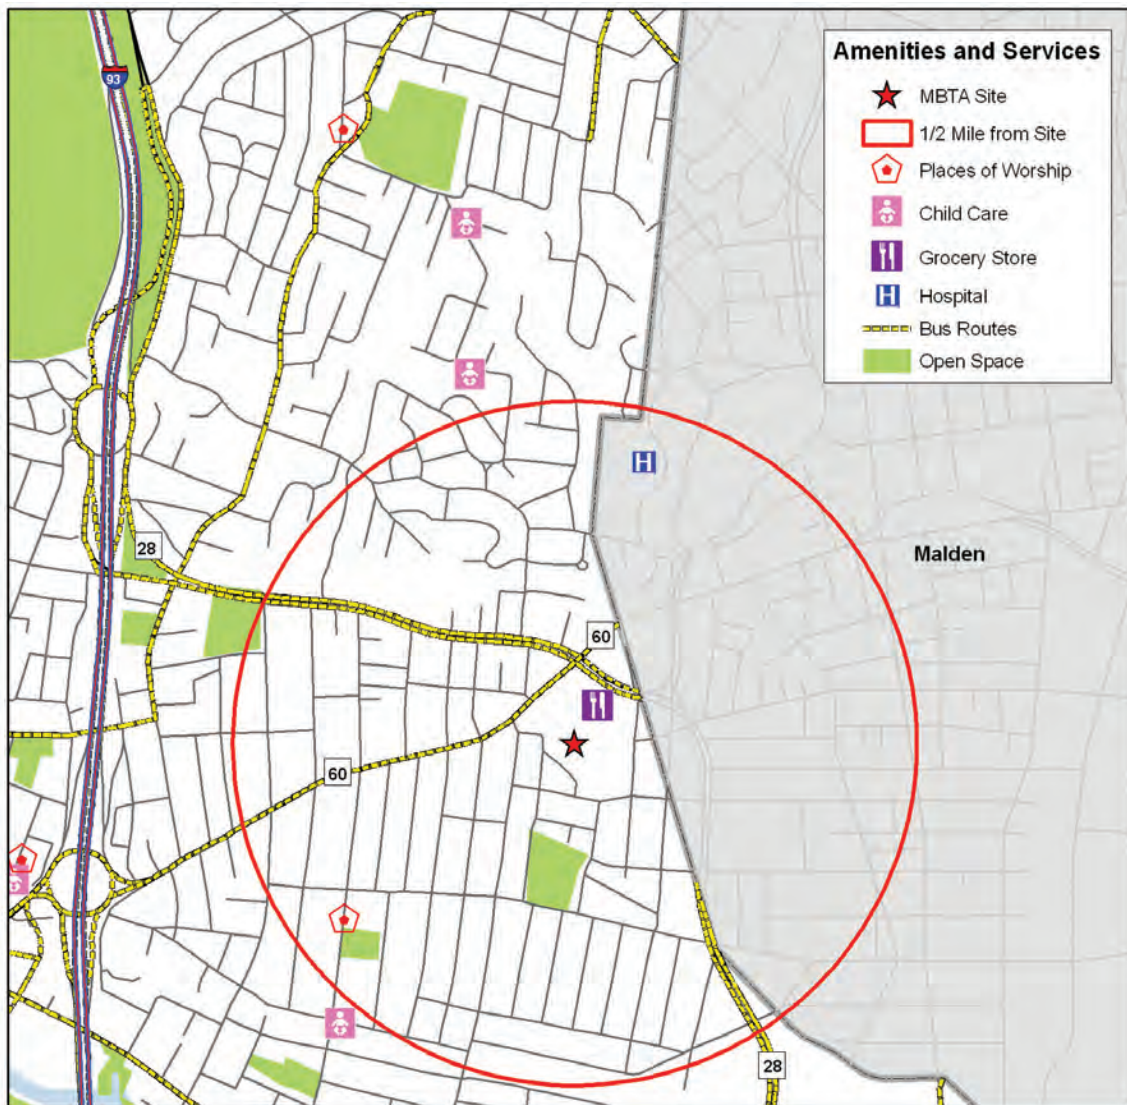 Amenities and Services
MBTA Site
1/2 Mile from Site
Places of Worship
Child Care
Grocery Store
H
Hospital
Bus Routes
Open Space
93
H
28
Malden
60
60
28